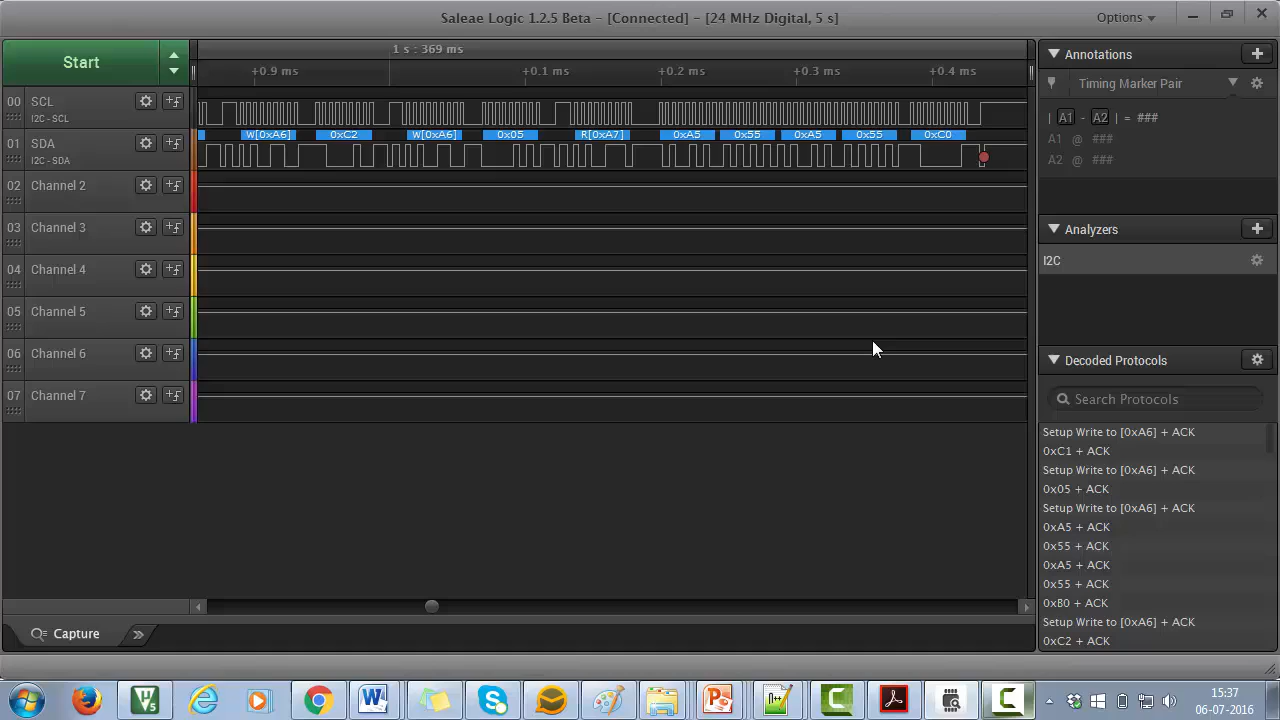 Saleae Logic 1.2.5 Beta - [Connected] - [24 MHz Digital, 5 s]
Options
Start
1 s : 369 ms
+0.9 ms
+0.1 ms
+0.2 ms
+0.3 ms
+0.4 ms
00 SCL
I2C - SCL
W[0xA6] 0xC2 W[0xA6] 0x05 R[0xA7] 0xA5 0x55 0xA5 0x55 0xC0
01 SDA
I2C - SDA
02 Channel 2
03 Channel 3
04 Channel 4
05 Channel 5
06 Channel 6
07 Channel 7
Capture
Annotations
Timing Marker Pair
| A1 - A2 | = ###
A1 @ ###
A2 @ ###
Analyzers
I2C
Decoded Protocols
Search Protocols
Setup Write to [0xA6] + ACK
0xC1 + ACK
Setup Write to [0xA6] + ACK
0x05 + ACK
Setup Write to [0xA6] + ACK
0xA5 + ACK
0x55 + ACK
0xA5 + ACK
0x55 + ACK
0xB0 + ACK
Setup Write to [0xA6] + ACK
0xC2 + ACK
15:37
06-07-2016